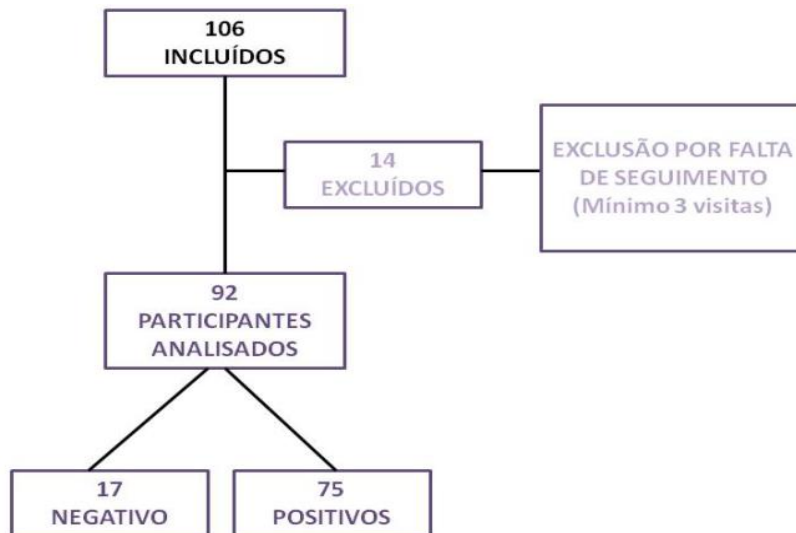 106
INCLUÍDOS
14
EXCLUÍDOS
EXCLUSÃO POR FALTA
DE SEGUIMENTO
(Mínimo 3 visitas)
92
PARTICIPANTES
ANALISADOS
17
NEGATIVO
75
POSITIVOS